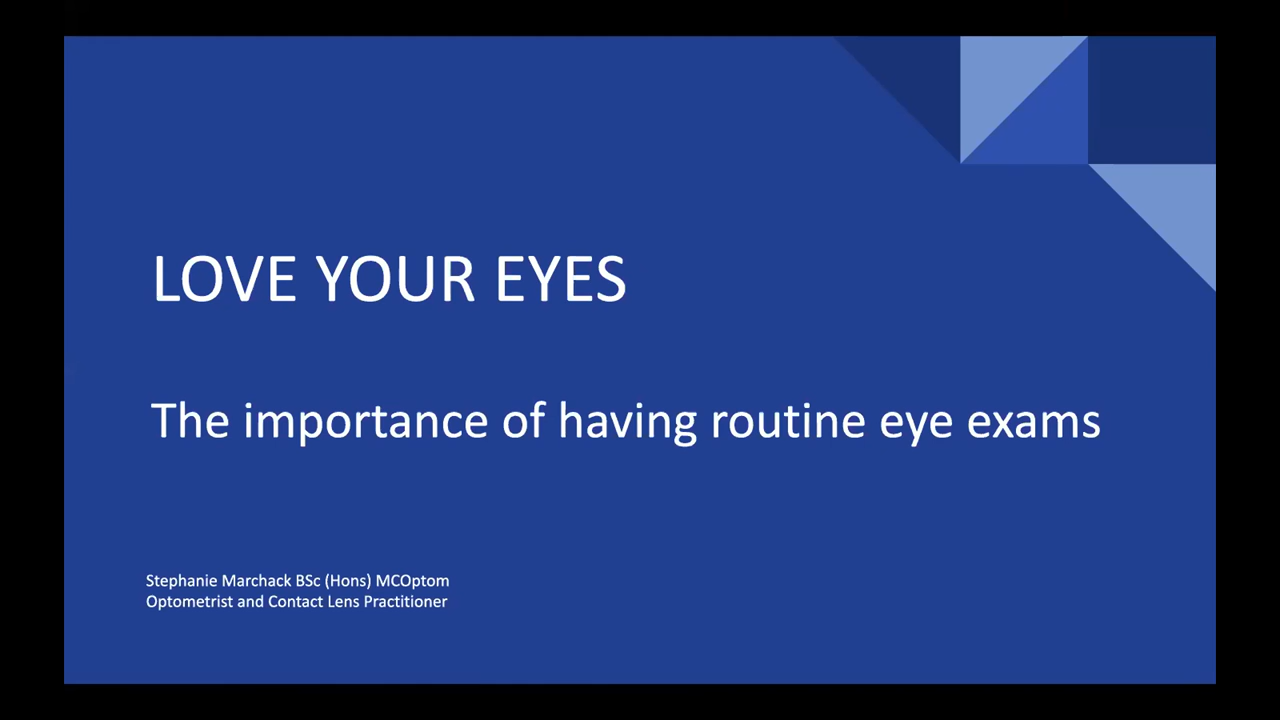 LOVE YOUR EYES
The importance of having routine eye exams
Stephanie Marchack BSc (Hons) MCOptom
Optometrist and Contact Lens Practitioner